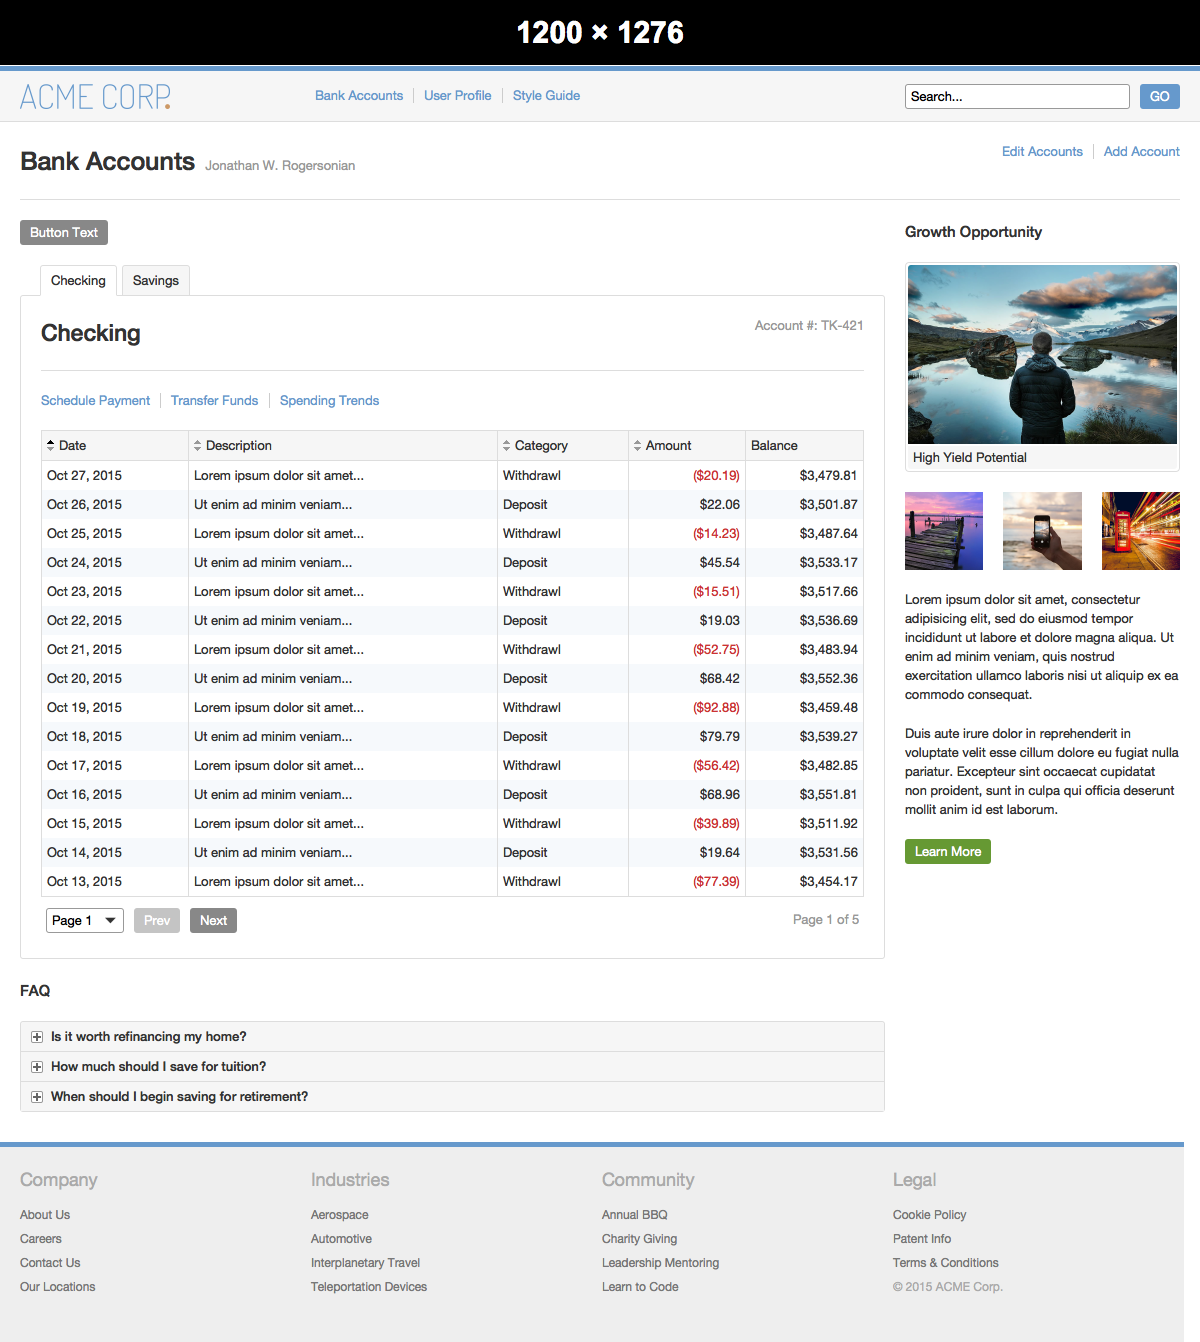 1200 × 1276
ACME CORP.
Bank Accounts User Profile Style Guide
Search... GO
Bank Accounts Jonathan W. Rogersonian
Edit Accounts Add Account
Button Text
Checking Savings
Checking
Account #: TK-421
Schedule Payment Transfer Funds Spending Trends
Date Description Category Amount Balance
Oct 27, 2015 Lorem ipsum dolor sit amet... Withdrawl ($20.19) $3,479.81
Oct 26, 2015 Ut enim ad minim veniam... Deposit $22.06 $3,501.87
Oct 25, 2015 Lorem ipsum dolor sit amet... Withdrawl ($14.23) $3,487.64
Oct 24, 2015 Ut enim ad minim veniam... Deposit $45.54 $3,533.17
Oct 23, 2015 Lorem ipsum dolor sit amet... Withdrawl ($15.51) $3,517.66
Oct 22, 2015 Ut enim ad minim veniam... Deposit $19.03 $3,536.69
Oct 21, 2015 Lorem ipsum dolor sit amet... Withdrawl ($52.75) $3,483.94
Oct 20, 2015 Ut enim ad minim veniam... Deposit $68.42 $3,552.36
Oct 19, 2015 Lorem ipsum dolor sit amet... Withdrawl ($92.88) $3,459.48
Oct 18, 2015 Ut enim ad minim veniam... Deposit $79.79 $3,539.27
Oct 17, 2015 Lorem ipsum dolor sit amet... Withdrawl ($56.42) $3,482.85
Oct 16, 2015 Ut enim ad minim veniam... Deposit $68.96 $3,551.81
Oct 15, 2015 Lorem ipsum dolor sit amet... Withdrawl ($39.89) $3,511.92
Oct 14, 2015 Ut enim ad minim veniam... Deposit $19.64 $3,531.56
Oct 13, 2015 Lorem ipsum dolor sit amet... Withdrawl ($77.39) $3,454.17
Page 1 Prev Next Page 1 of 5
FAQ
Is it worth refinancing my home?
How much should I save for tuition?
When should I begin saving for retirement?
Growth Opportunity
High Yield Potential
Lorem ipsum dolor sit amet, consectetur
adipisicing elit, sed do eiusmod tempor
incididunt ut labore et dolore magna aliqua. Ut
enim ad minim veniam, quis nostrud
exercitation ullamco laboris nisi ut aliquip ex ea
commodo consequat.
Duis aute irure dolor in reprehenderit in
voluptate velit esse cillum dolore eu fugiat nulla
pariatur. Excepteur sint occaecat cupidatat
non proident, sunt in culpa qui officia deserunt
mollit anim id est laborum.
Learn More
Company
About Us
Careers
Contact Us
Our Locations
Industries
Aerospace
Automotive
Interplanetary Travel
Teleportation Devices
Community
Annual BBQ
Charity Giving
Leadership Mentoring
Learn to Code
Legal
Cookie Policy
Patent Info
Terms & Conditions
© 2015 ACME Corp.